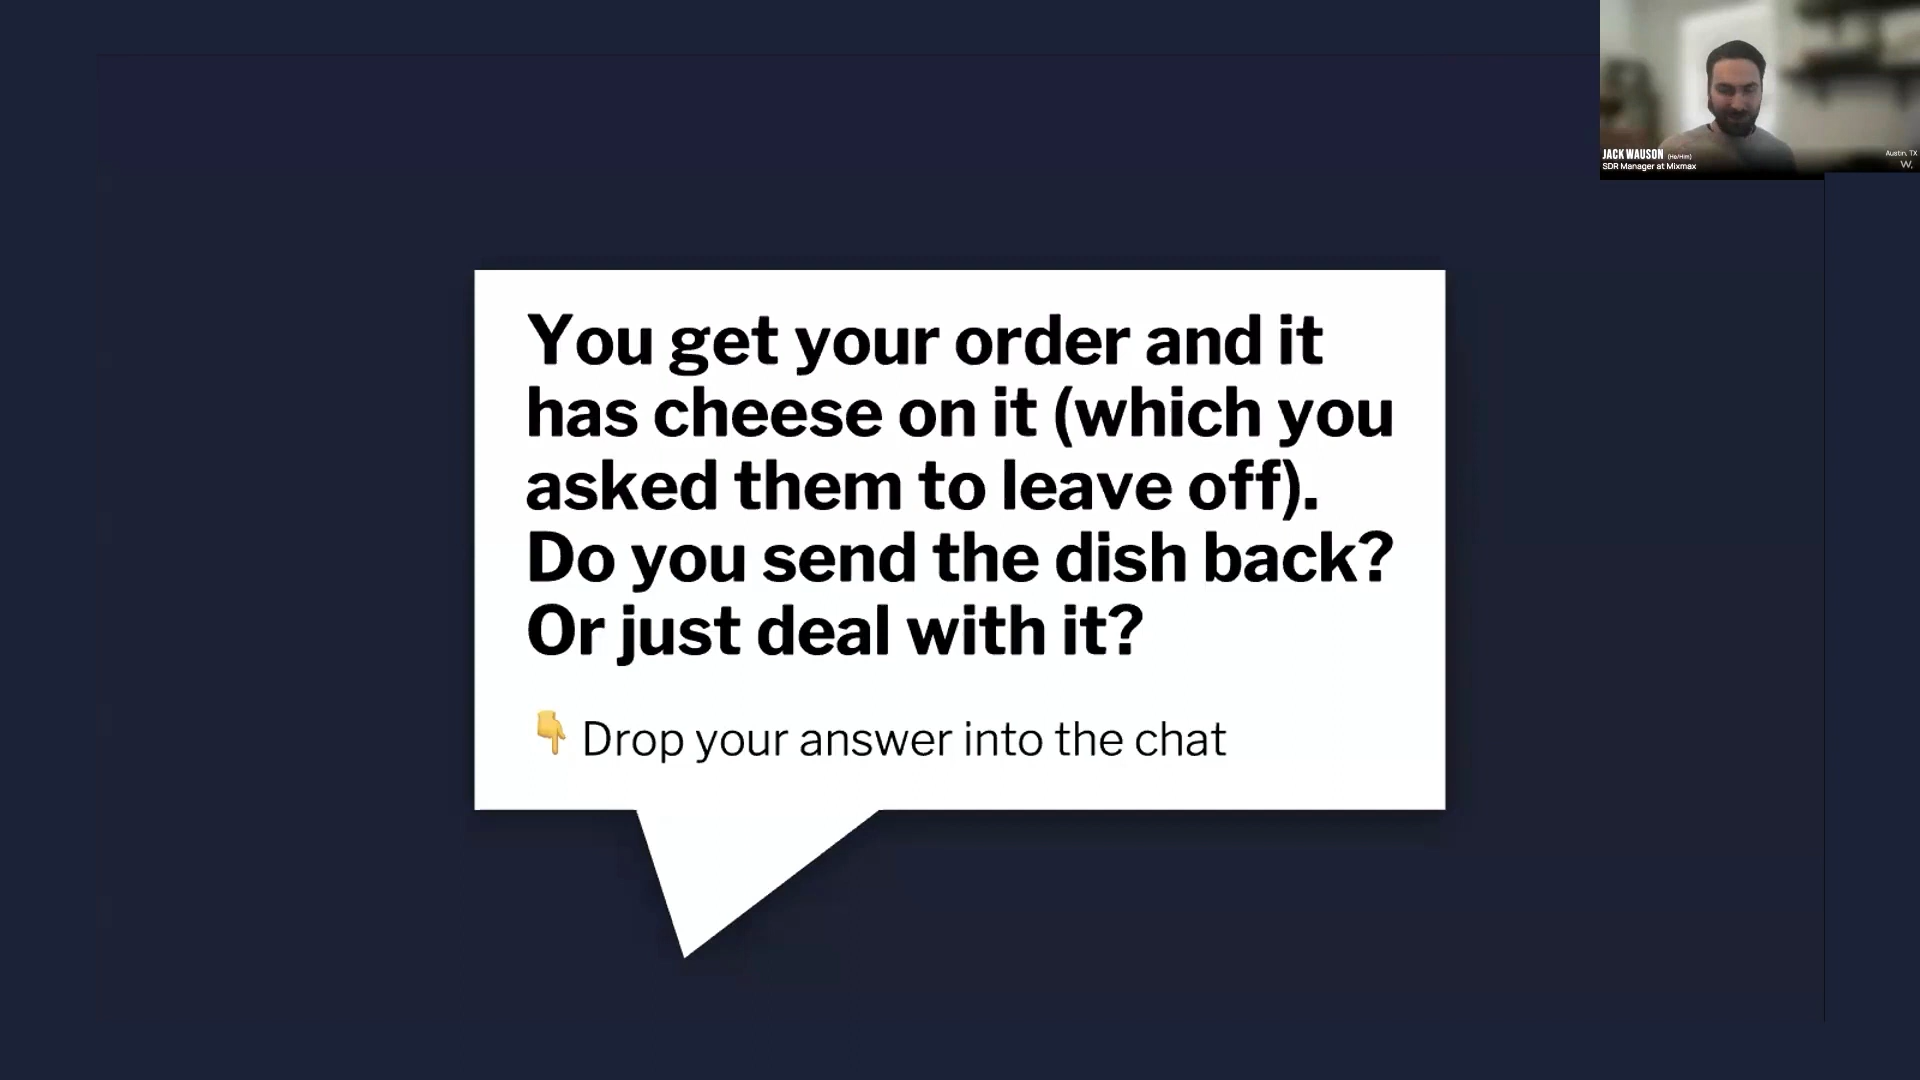 You get your order and it
has cheese on it (which you
asked them to leave off).
Do you send the dish back?
Or just deal with it?
👇 Drop your answer into the chat
JACK WAUSON (He/Him)
SDR Manager at Mixmax
Austin, TX
W.